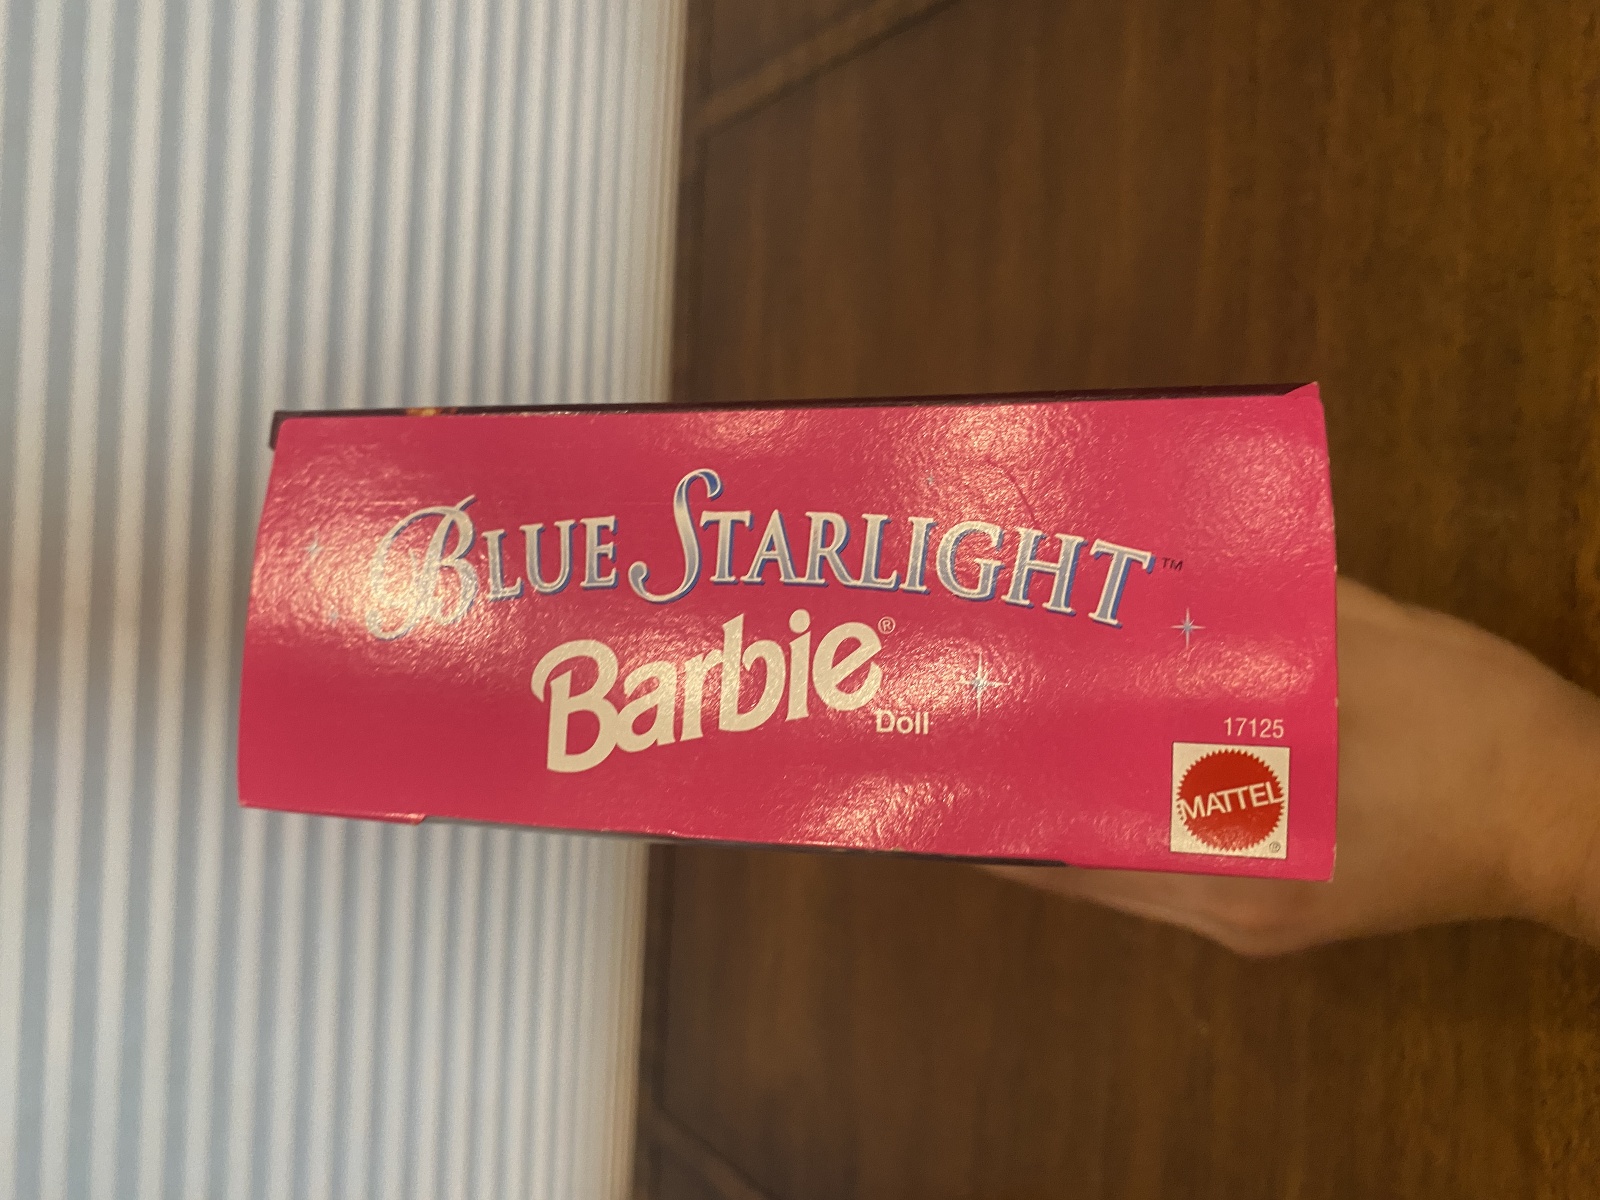 BLUE STARLIGHT™
Barbie®
Doll
17125
MATTEL
®